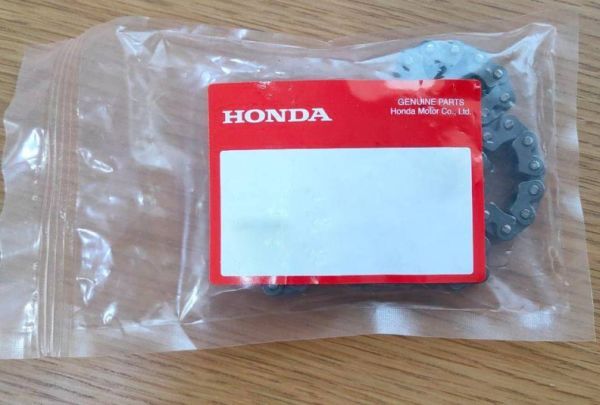 HONDA
GENUINE PARTS
Honda Motor Co., Ltd.